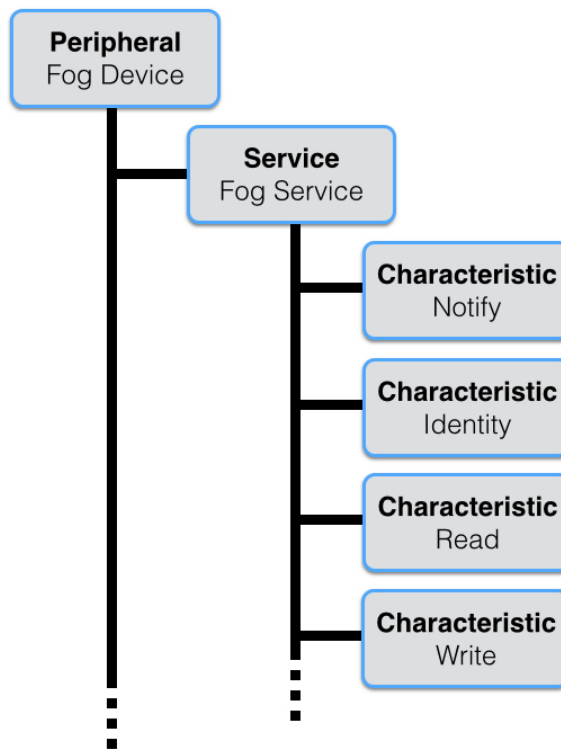 Peripheral
Fog Device
Service
Fog Service
Characteristic
Notify
Characteristic
Identity
Characteristic
Read
Characteristic
Write